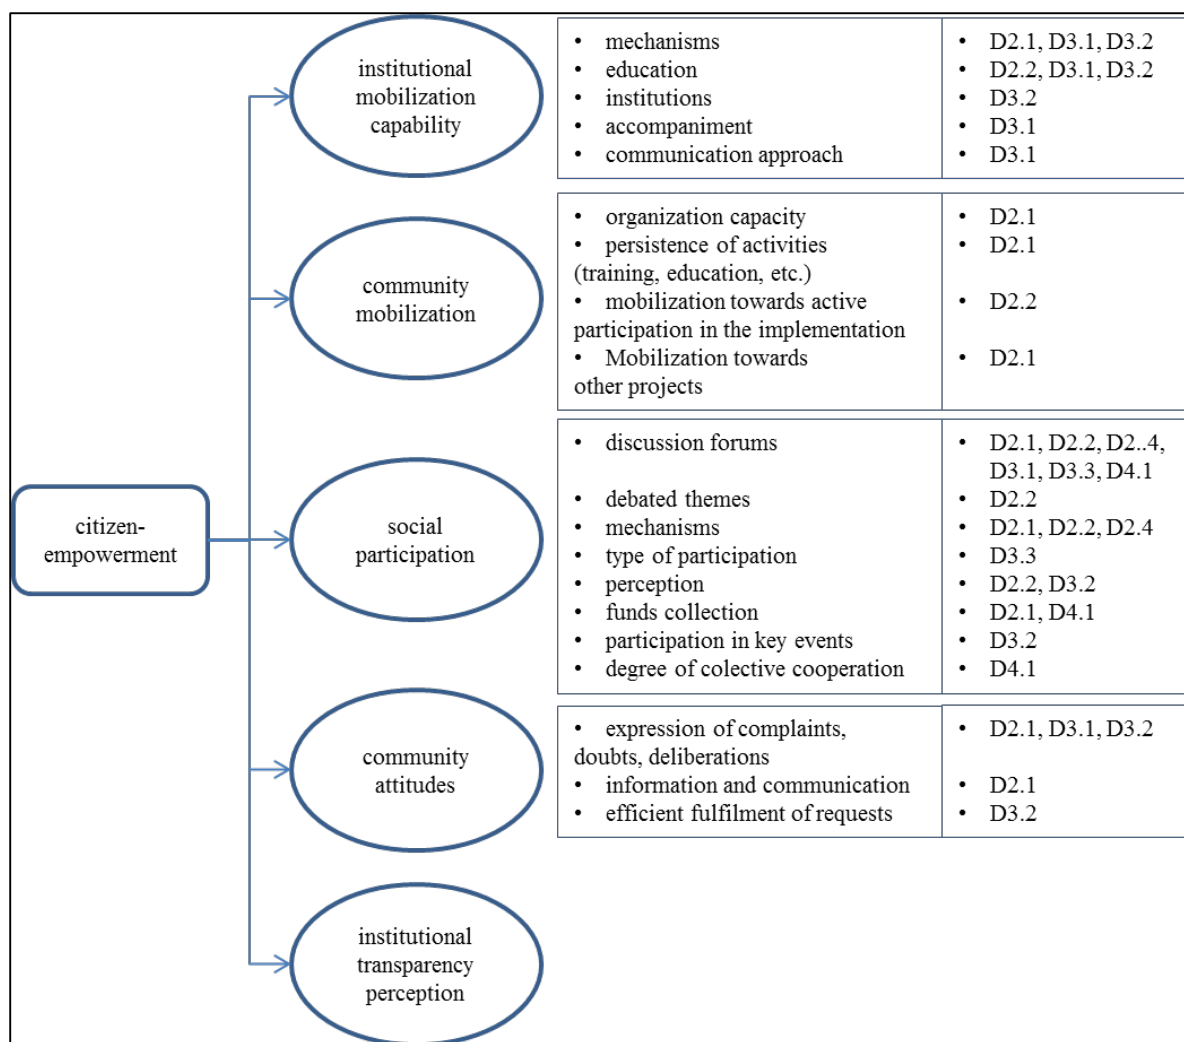 citizen-
empowerment
institutional
mobilization
capability
• mechanisms
• education
• institutions
• accompaniment
• communication approach
• D2.1, D3.1, D3.2
• D2.2, D3.1, D3.2
• D3.2
• D3.1
• D3.1
community
mobilization
• organization capacity
• persistence of activities
(training, education, etc.)
• mobilization towards active
participation in the implementation
• Mobilization towards
other projects
• D2.1
• D2.1
• D2.2
• D2.1
social
participation
• discussion forums
• debated themes
• mechanisms
• type of participation
• perception
• funds collection
• participation in key events
• degree of colective cooperation
• D2.1, D2.2, D2..4,
D3.1, D3.3, D4.1
• D2.2
• D2.1, D2.2, D2.4
• D3.3
• D2.2, D3.2
• D2.1, D4.1
• D3.2
• D4.1
community
attitudes
• expression of complaints,
doubts, deliberations
• information and communication
• efficient fulfilment of requests
• D2.1, D3.1, D3.2
• D2.1
• D3.2
institutional
transparency
perception